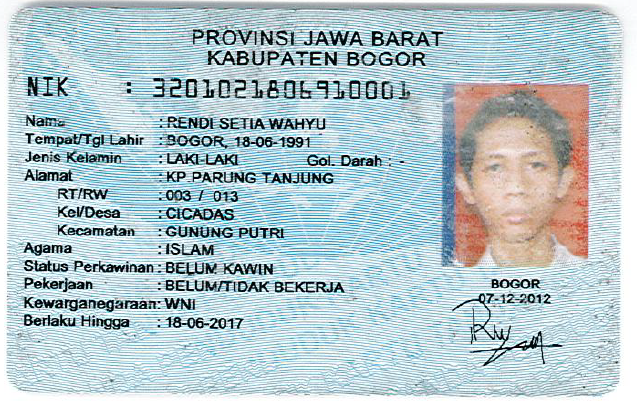 PROVINSI JAWA BARAT
KABUPATEN BOGOR
NIK : 3201021806910001
Nama : RENDI SETIA WAHYU
Tempat/Tgl Lahir : BOGOR, 18-06-1991
Jenis Kelamin : LAKI-LAKI Gol. Darah : -
Alamat : KP.PARUNG TANJUNG
RT/RW : 003 / 013
Kel/Desa : CICADAS
Kecamatan : GUNUNG PUTRI
Agama : ISLAM
Status Perkawinan : BELUM KAWIN
Pekerjaan : BELUM/TIDAK BEKERJA
Kewarganegaraan: WNI
Berlaku Hingga : 18-06-2017
BOGOR
07-12-2012